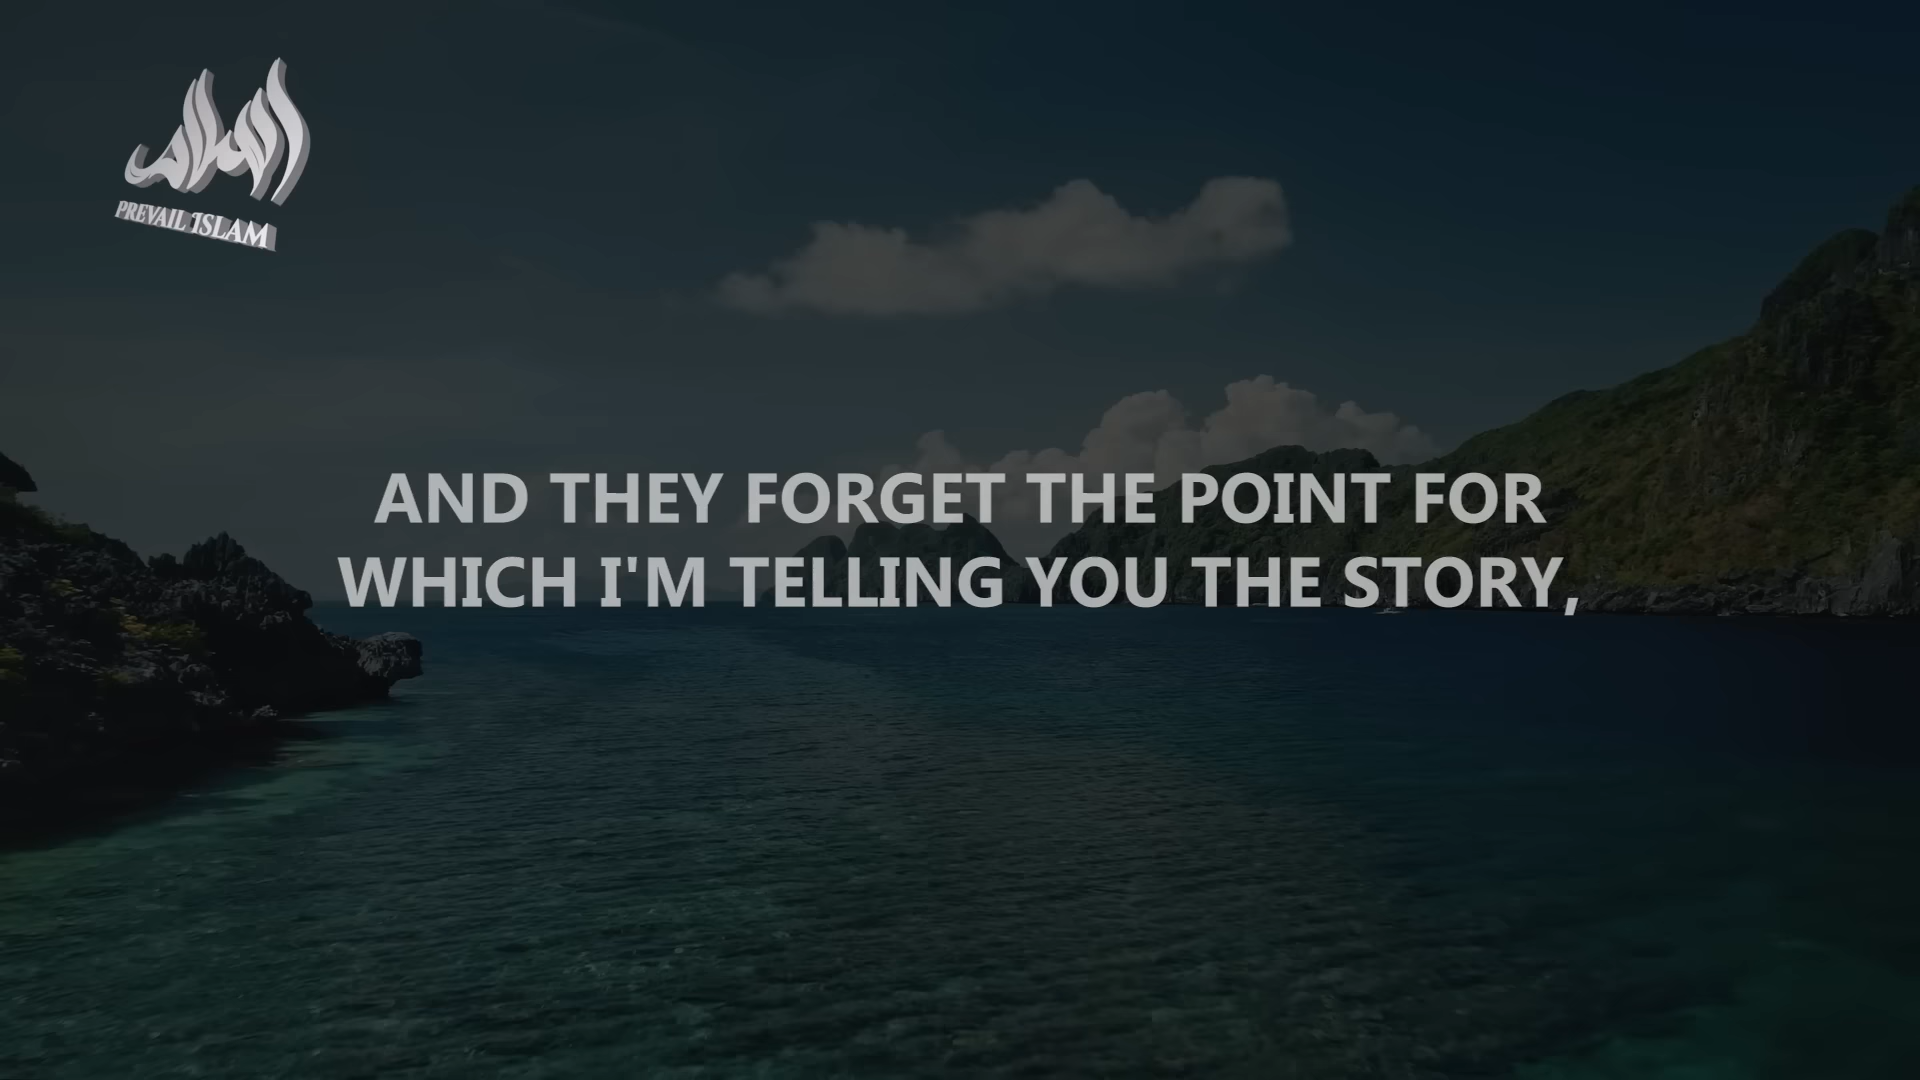 PREVAIL ISLAM
AND THEY FORGET THE POINT FOR
WHICH I'M TELLING YOU THE STORY,